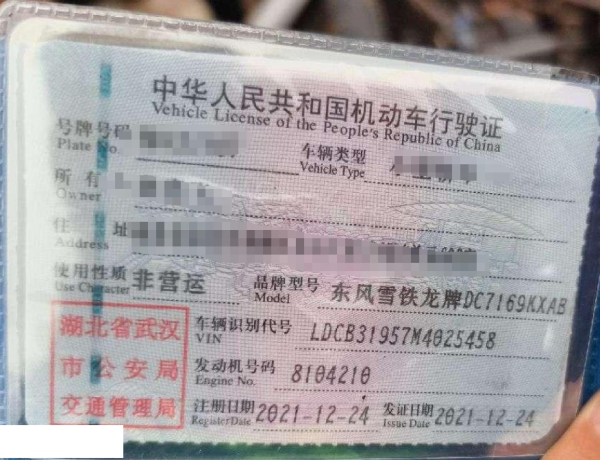 中华人民共和国机动车行驶证
Vehicle License of the People's Republic of China
号牌号码
Plate No.
车辆类型
Vehicle Type
所有
Owner
住 址
Address
使用性质 非营运
Use Character
品牌型号 东风雪铁龙牌DC7169KXAB
Model
湖北省武汉
市公安局
交通管理局
车辆识别代号 LDCB31957M4025458
VIN
发动机号码 8104210
Engine No.
注册日期 2021-12-24
Register Date
发证日期 2021-12-24
Issue Date